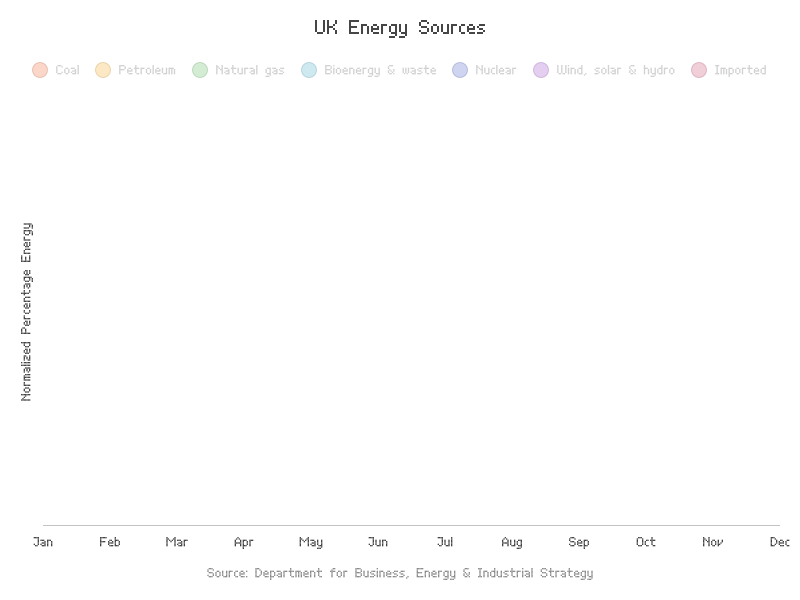 UK Energy Sources
Coal Petroleum Natural gas Bioenergy & waste Nuclear Wind, solar & hydro Imported
Normalized Percentage Energy
Jan Feb Mar Apr May Jun Jul Aug Sep Oct Nov Dec
Source: Department for Business, Energy & Industrial Strategy